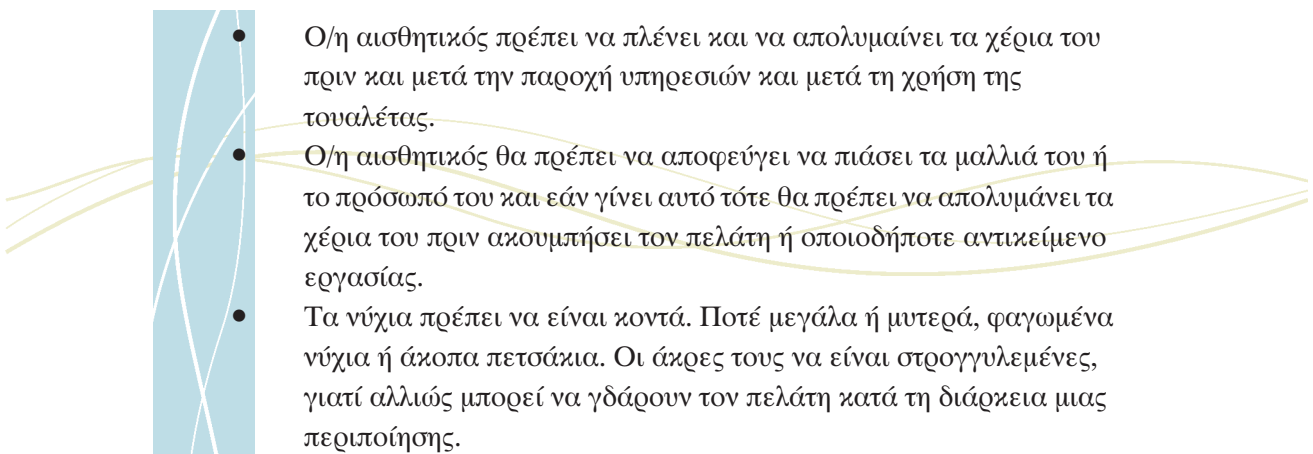 • Ο/η αισθητικός πρέπει να πλένει και να απολυμαίνει τα χέρια του
πριν και μετά την παροχή υπηρεσιών και μετά τη χρήση της
τουαλέτας.
• Ο/η αισθητικός θα πρέπει να αποφεύγει να πιάσει τα μαλλιά του ή
το πρόσωπό του και εάν γίνει αυτό τότε θα πρέπει να απολυμάνει τα
χέρια του πριν ακουμπήσει τον πελάτη ή οποιοδήποτε αντικείμενο
εργασίας.
• Τα νύχια πρέπει να είναι κοντά. Ποτέ μεγάλα ή μυτερά, φαγωμένα
νύχια ή άκοπα πετσάκια. Οι άκρες τους να είναι στρογγυλεμένες,
γιατί αλλιώς μπορεί να γδάρουν τον πελάτη κατά τη διάρκεια μιας
περιποίησης.